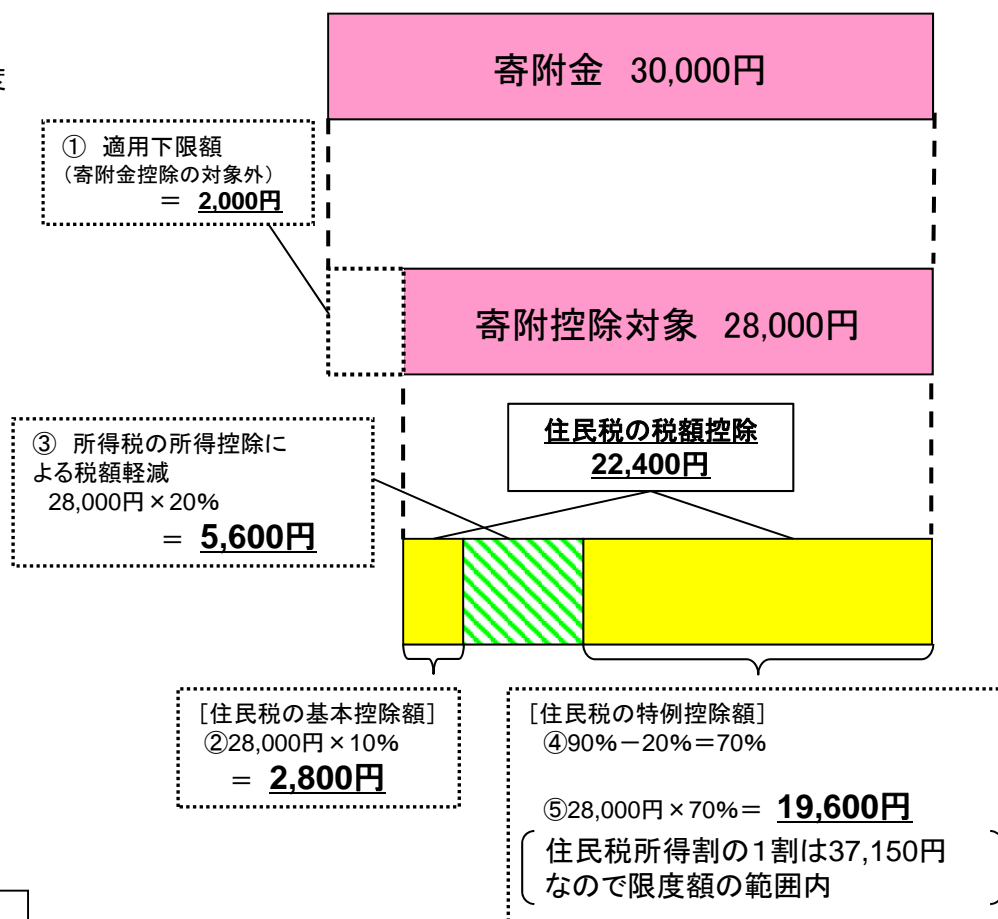 度
寄附金 30,000円
① 適用下限額
（寄附金控除の対象外）
＝ 2,000円
寄附控除対象 28,000円
住民税の税額控除
22,400円
③ 所得税の所得控除に
よる税額軽減
28,000円×20%
＝ 5,600円
［住民税の基本控除額］
②28,000円×10%
＝ 2,800円
［住民税の特例控除額］
④90%－20%＝70%
⑤28,000円×70%＝ 19,600円
住民税所得割の１割は37,150円
なので限度額の範囲内